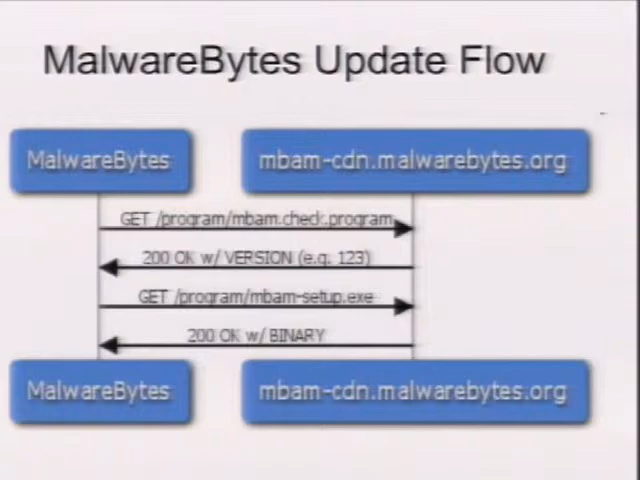 MalwareBytes Update Flow
MalwareBytes
mbam-cdn.malwarebytes.org
GET /program/mbam.check.program
200 OK w/ VERSION (e.g. 123)
GET /program/mbam-setup.exe
200 OK w/ BINARY
MalwareBytes
mbam-cdn.malwarebytes.org